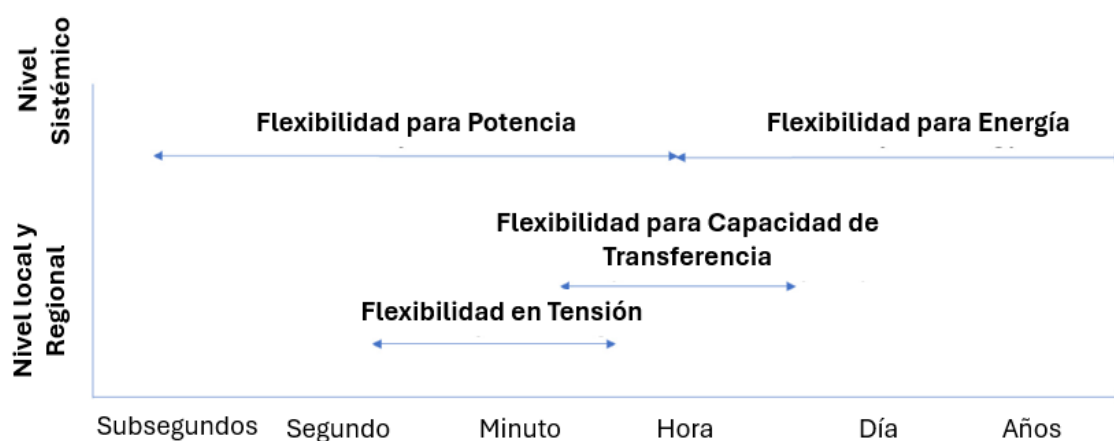 Nivel
Sistémico
Flexibilidad para Potencia
Flexibilidad para Energía
Nivel local y
Regional
Flexibilidad para Capacidad de
Transferencia
Flexibilidad en Tensión
Subsegundos
Segundo
Minuto
Hora
Día
Años